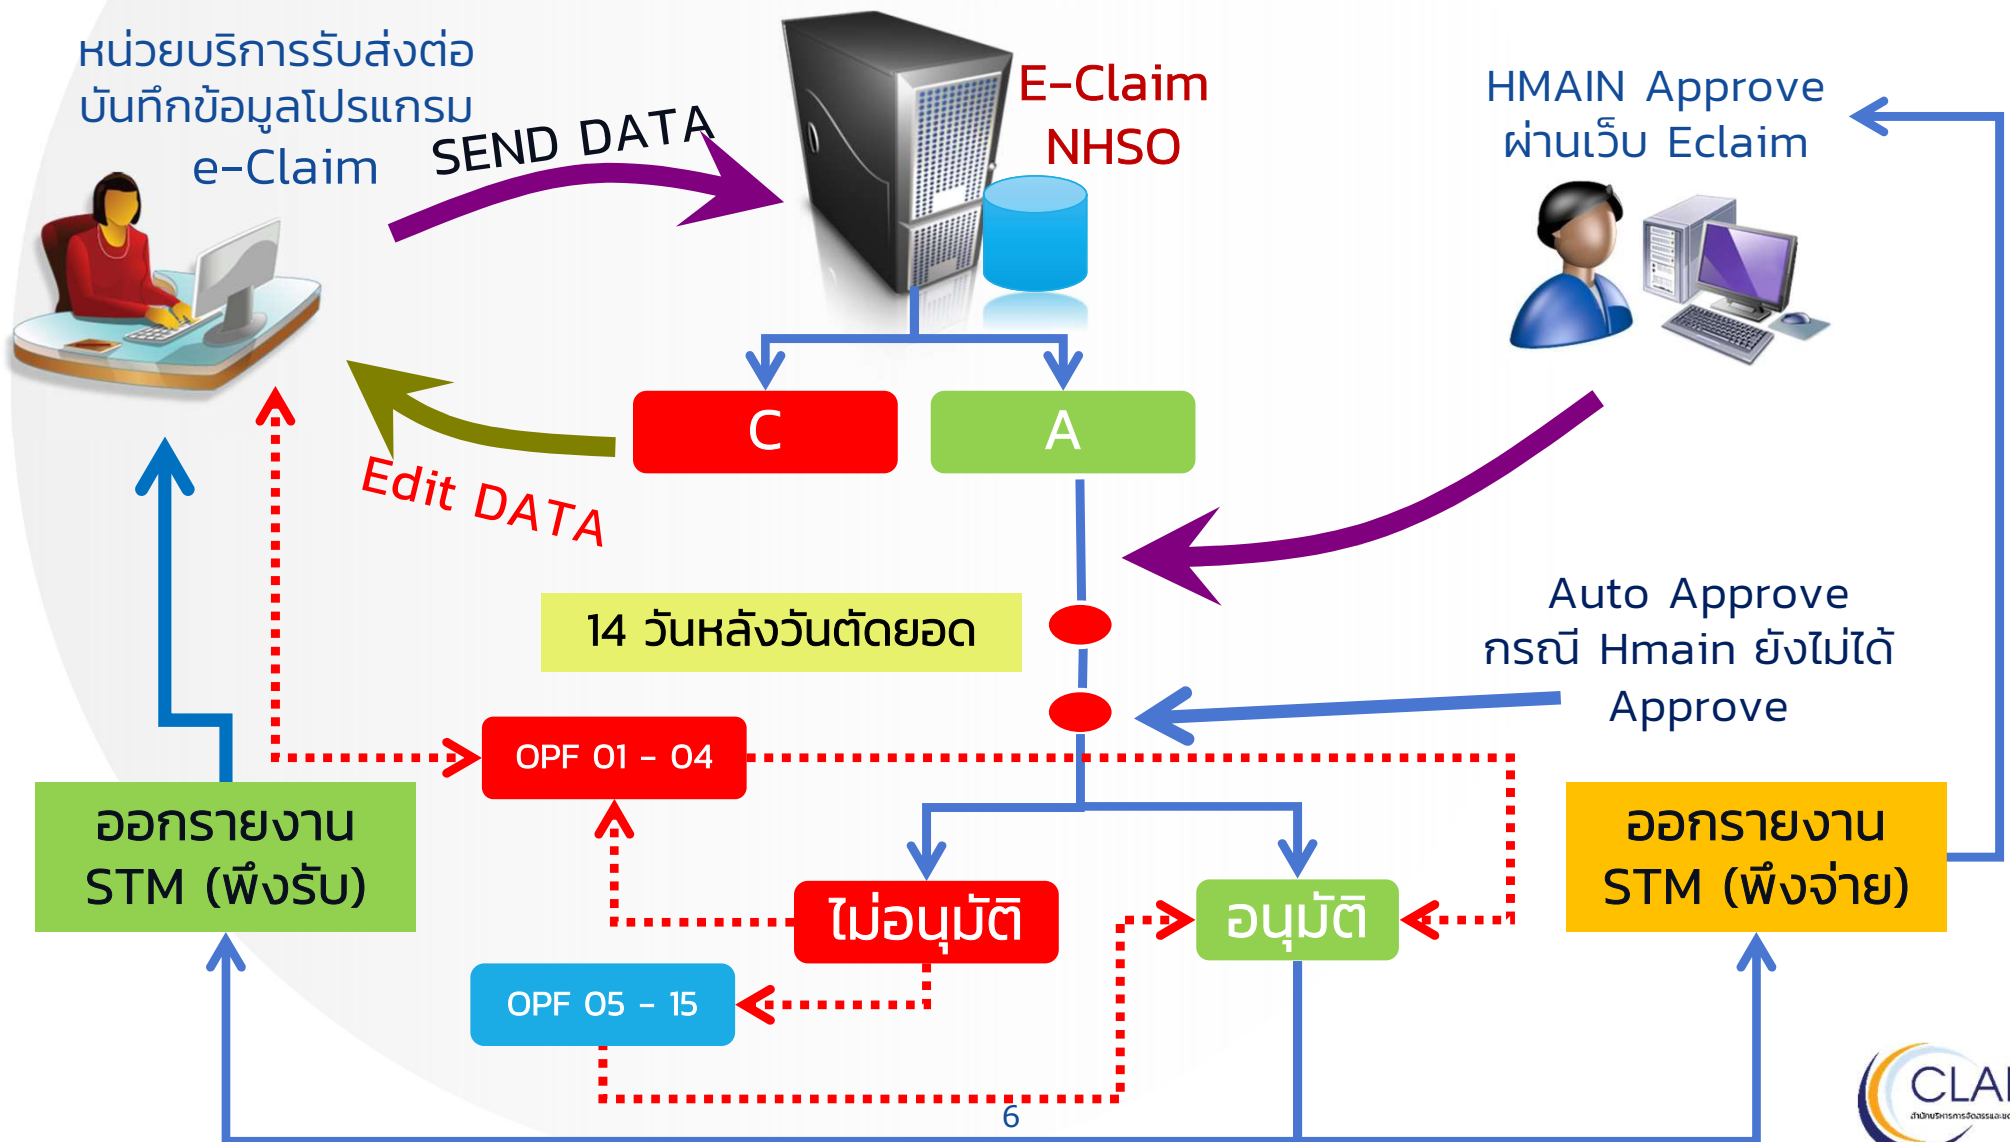 หน่วยบริการรับส่งต่อ
บันทึกข้อมูลโปรแกรม
e-Claim
SEND DATA
E-Claim
NHSO
HMAIN Approve
ผ่านเว็บ Eclaim
C
A
Edit DATA
14 วันหลังวันตัดยอด
Auto Approve
กรณี Hmain ยังไม่ได้
Approve
OPF 01 - 04
ออกรายงาน
STM (พึงรับ)
ออกรายงาน
STM (พึงจ่าย)
ไม่อนุมัติ
อนุมัติ
OPF 05 - 15
6